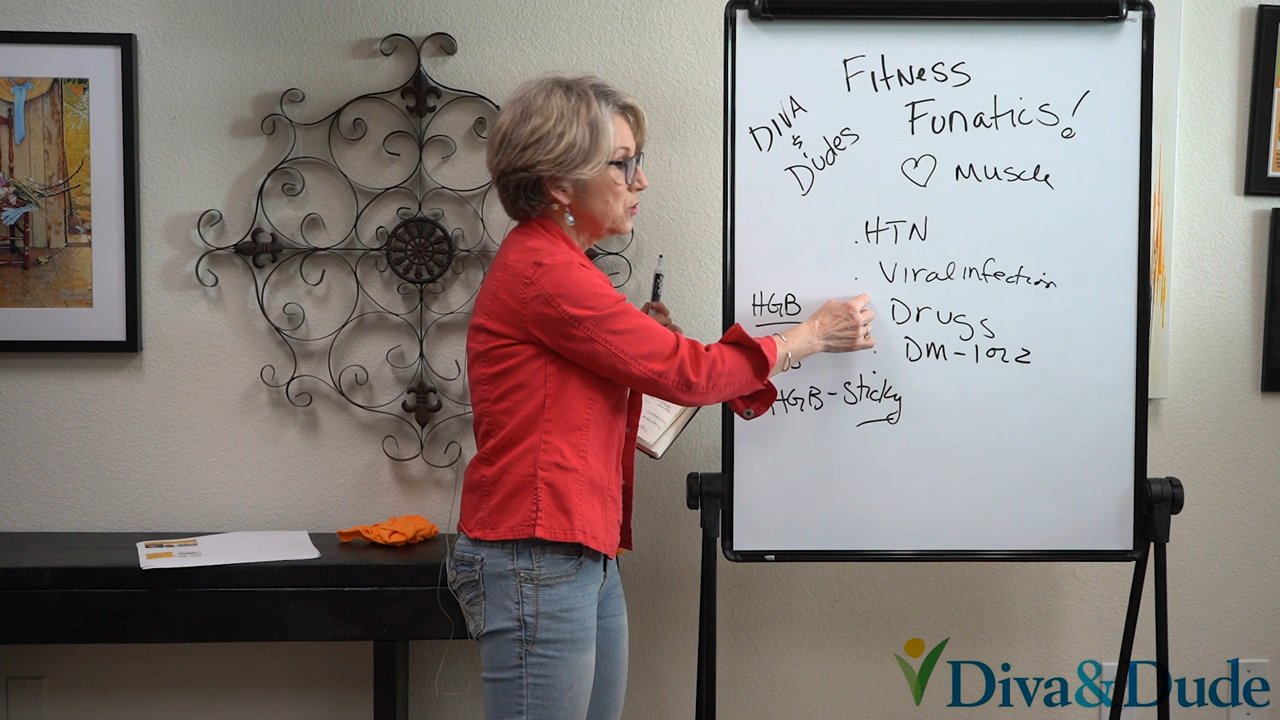 Fitness
Funatics!
DIVA
&
Dudes
♡ Muscle
. HTN
. Viral infection
HGB
Drugs
. DM-1or2
HGB-Sticky
Diva&Dude